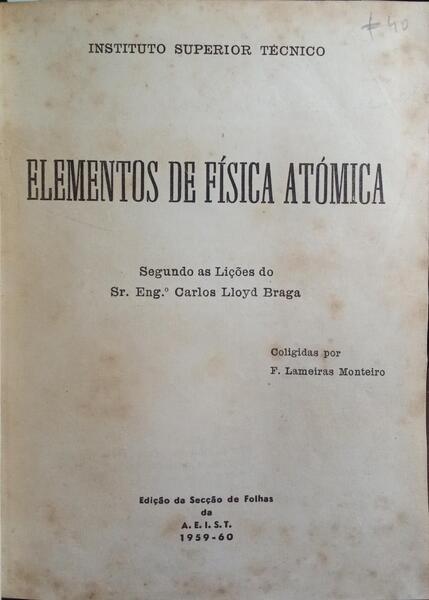 40
INSTITUTO SUPERIOR TÉCNICO
ELEMENTOS DE FÍSICA ATÓMICA
Segundo as Lições do
Sr. Eng.º Carlos Lloyd Braga
Coligidas por
F. Lameiras Monteiro
Edição da Secção de Folhas
da
A. E. I. S. T.
1959-60